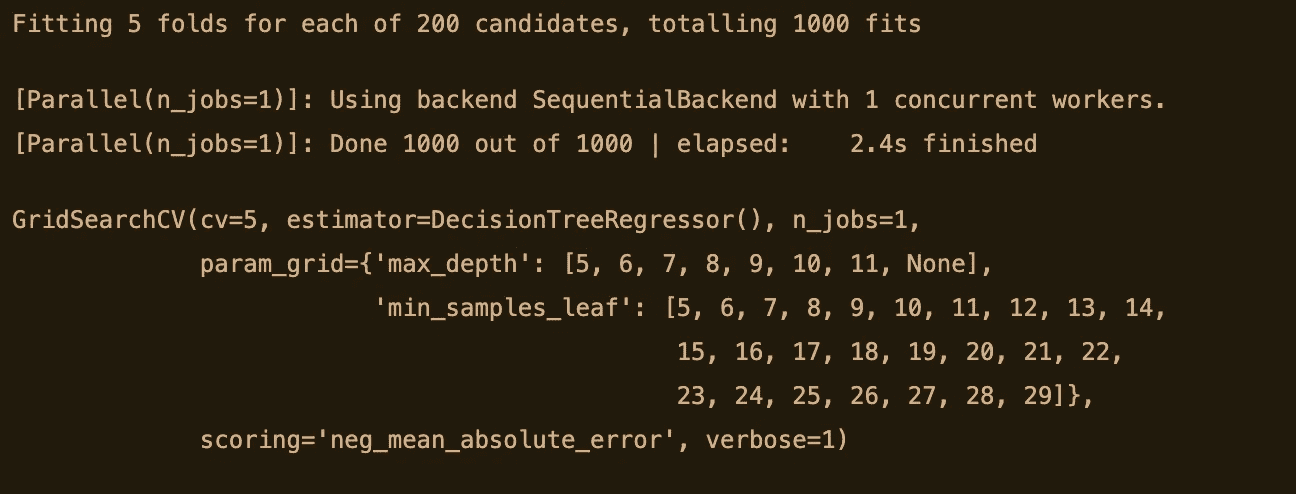 Fitting 5 folds for each of 200 candidates, totalling 1000 fits
[Parallel(n_jobs=1)]: Using backend SequentialBackend with 1 concurrent workers.
[Parallel(n_jobs=1)]: Done 1000 out of 1000 | elapsed:    2.4s finished
GridSearchCV(cv=5, estimator=DecisionTreeRegressor(), n_jobs=1,
             param_grid={'max_depth': [5, 6, 7, 8, 9, 10, 11, None],
                         'min_samples_leaf': [5, 6, 7, 8, 9, 10, 11, 12, 13, 14,
                                              15, 16, 17, 18, 19, 20, 21, 22,
                                              23, 24, 25, 26, 27, 28, 29]},
             scoring='neg_mean_absolute_error', verbose=1)